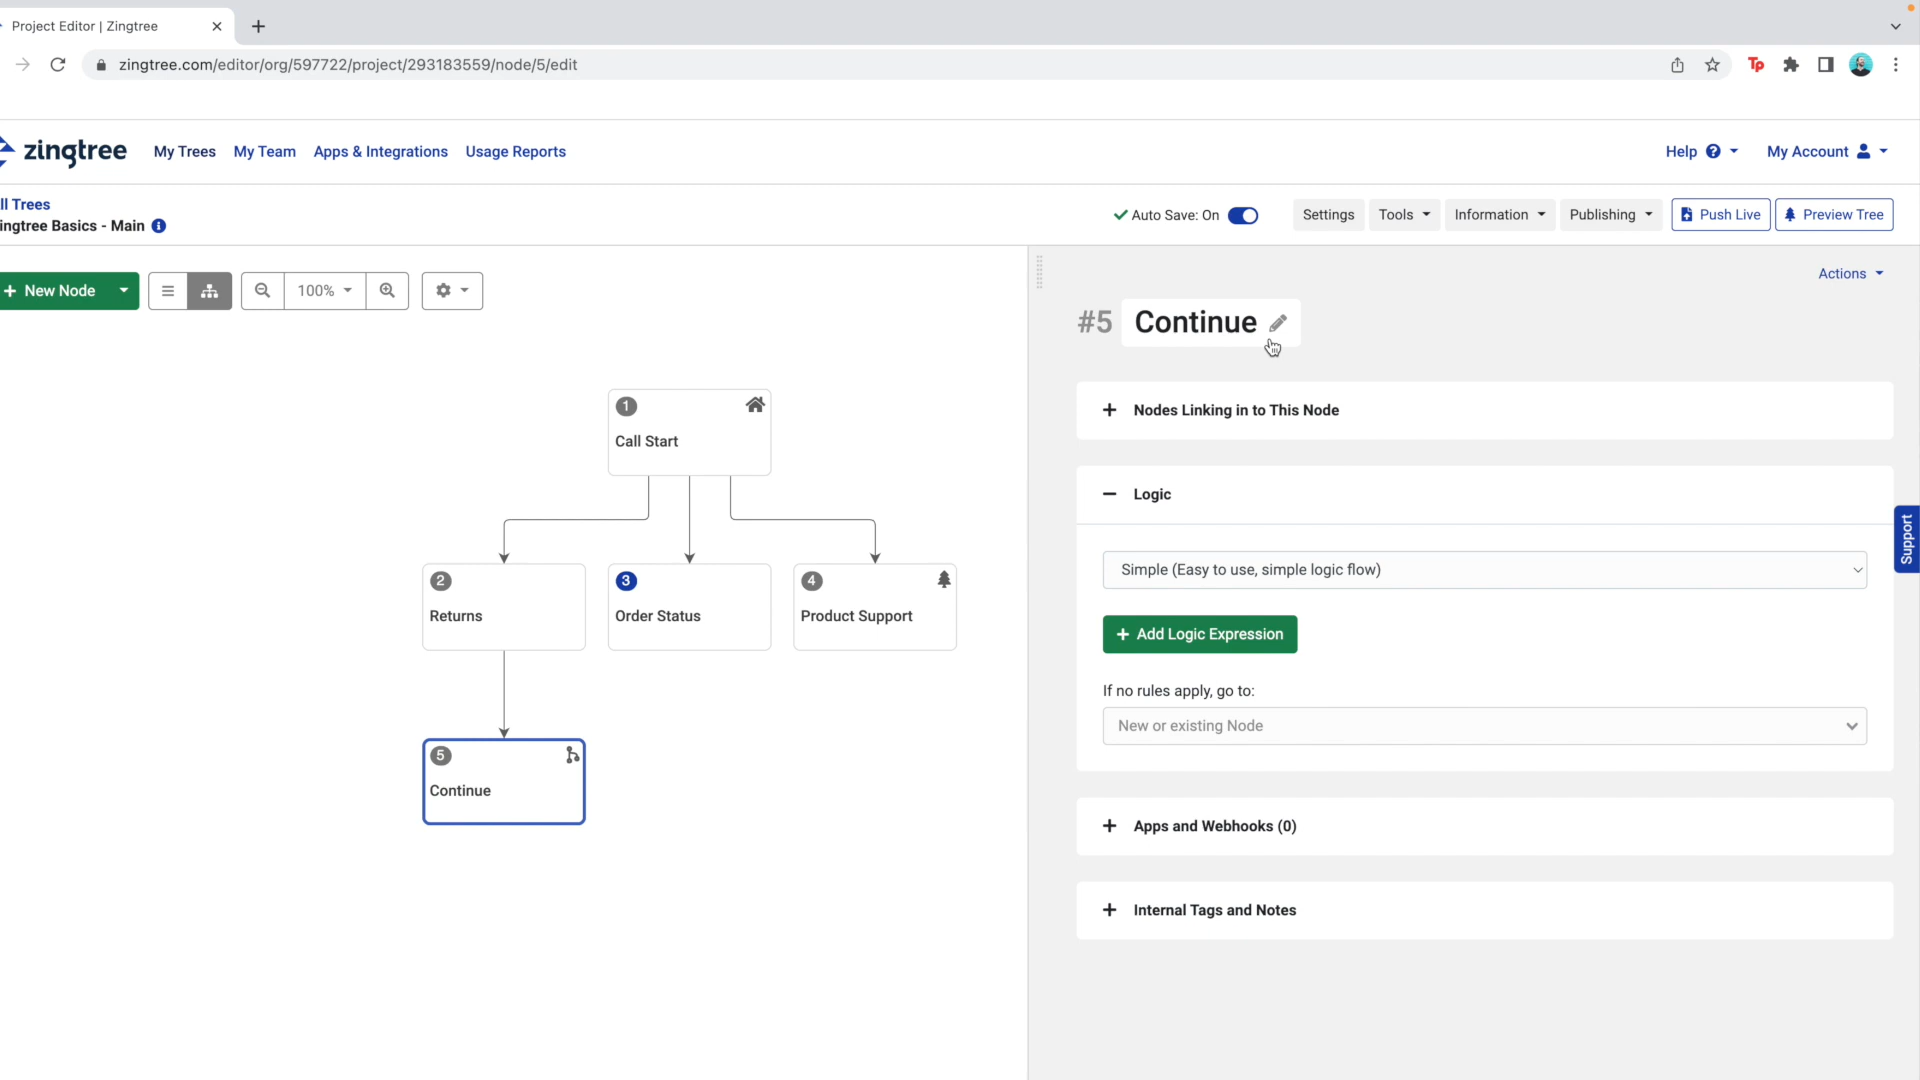 Project Editor | Zingtree
zingtree.com/editor/org/597722/project/293183559/node/5/edit
Tp
zingtree
My Trees
My Team
Apps & Integrations
Usage Reports
Help ?
My Account
ll Trees
ingtree Basics - Main i
Auto Save: On
Settings
Tools
Information
Publishing
Push Live
Preview Tree
+ New Node
100%
Actions
#5 Continue
1
Call Start
2
Returns
3
Order Status
4
Product Support
5
Continue
+ Nodes Linking in to This Node
− Logic
Simple (Easy to use, simple logic flow)
+ Add Logic Expression
If no rules apply, go to:
New or existing Node
+ Apps and Webhooks (0)
+ Internal Tags and Notes
Support